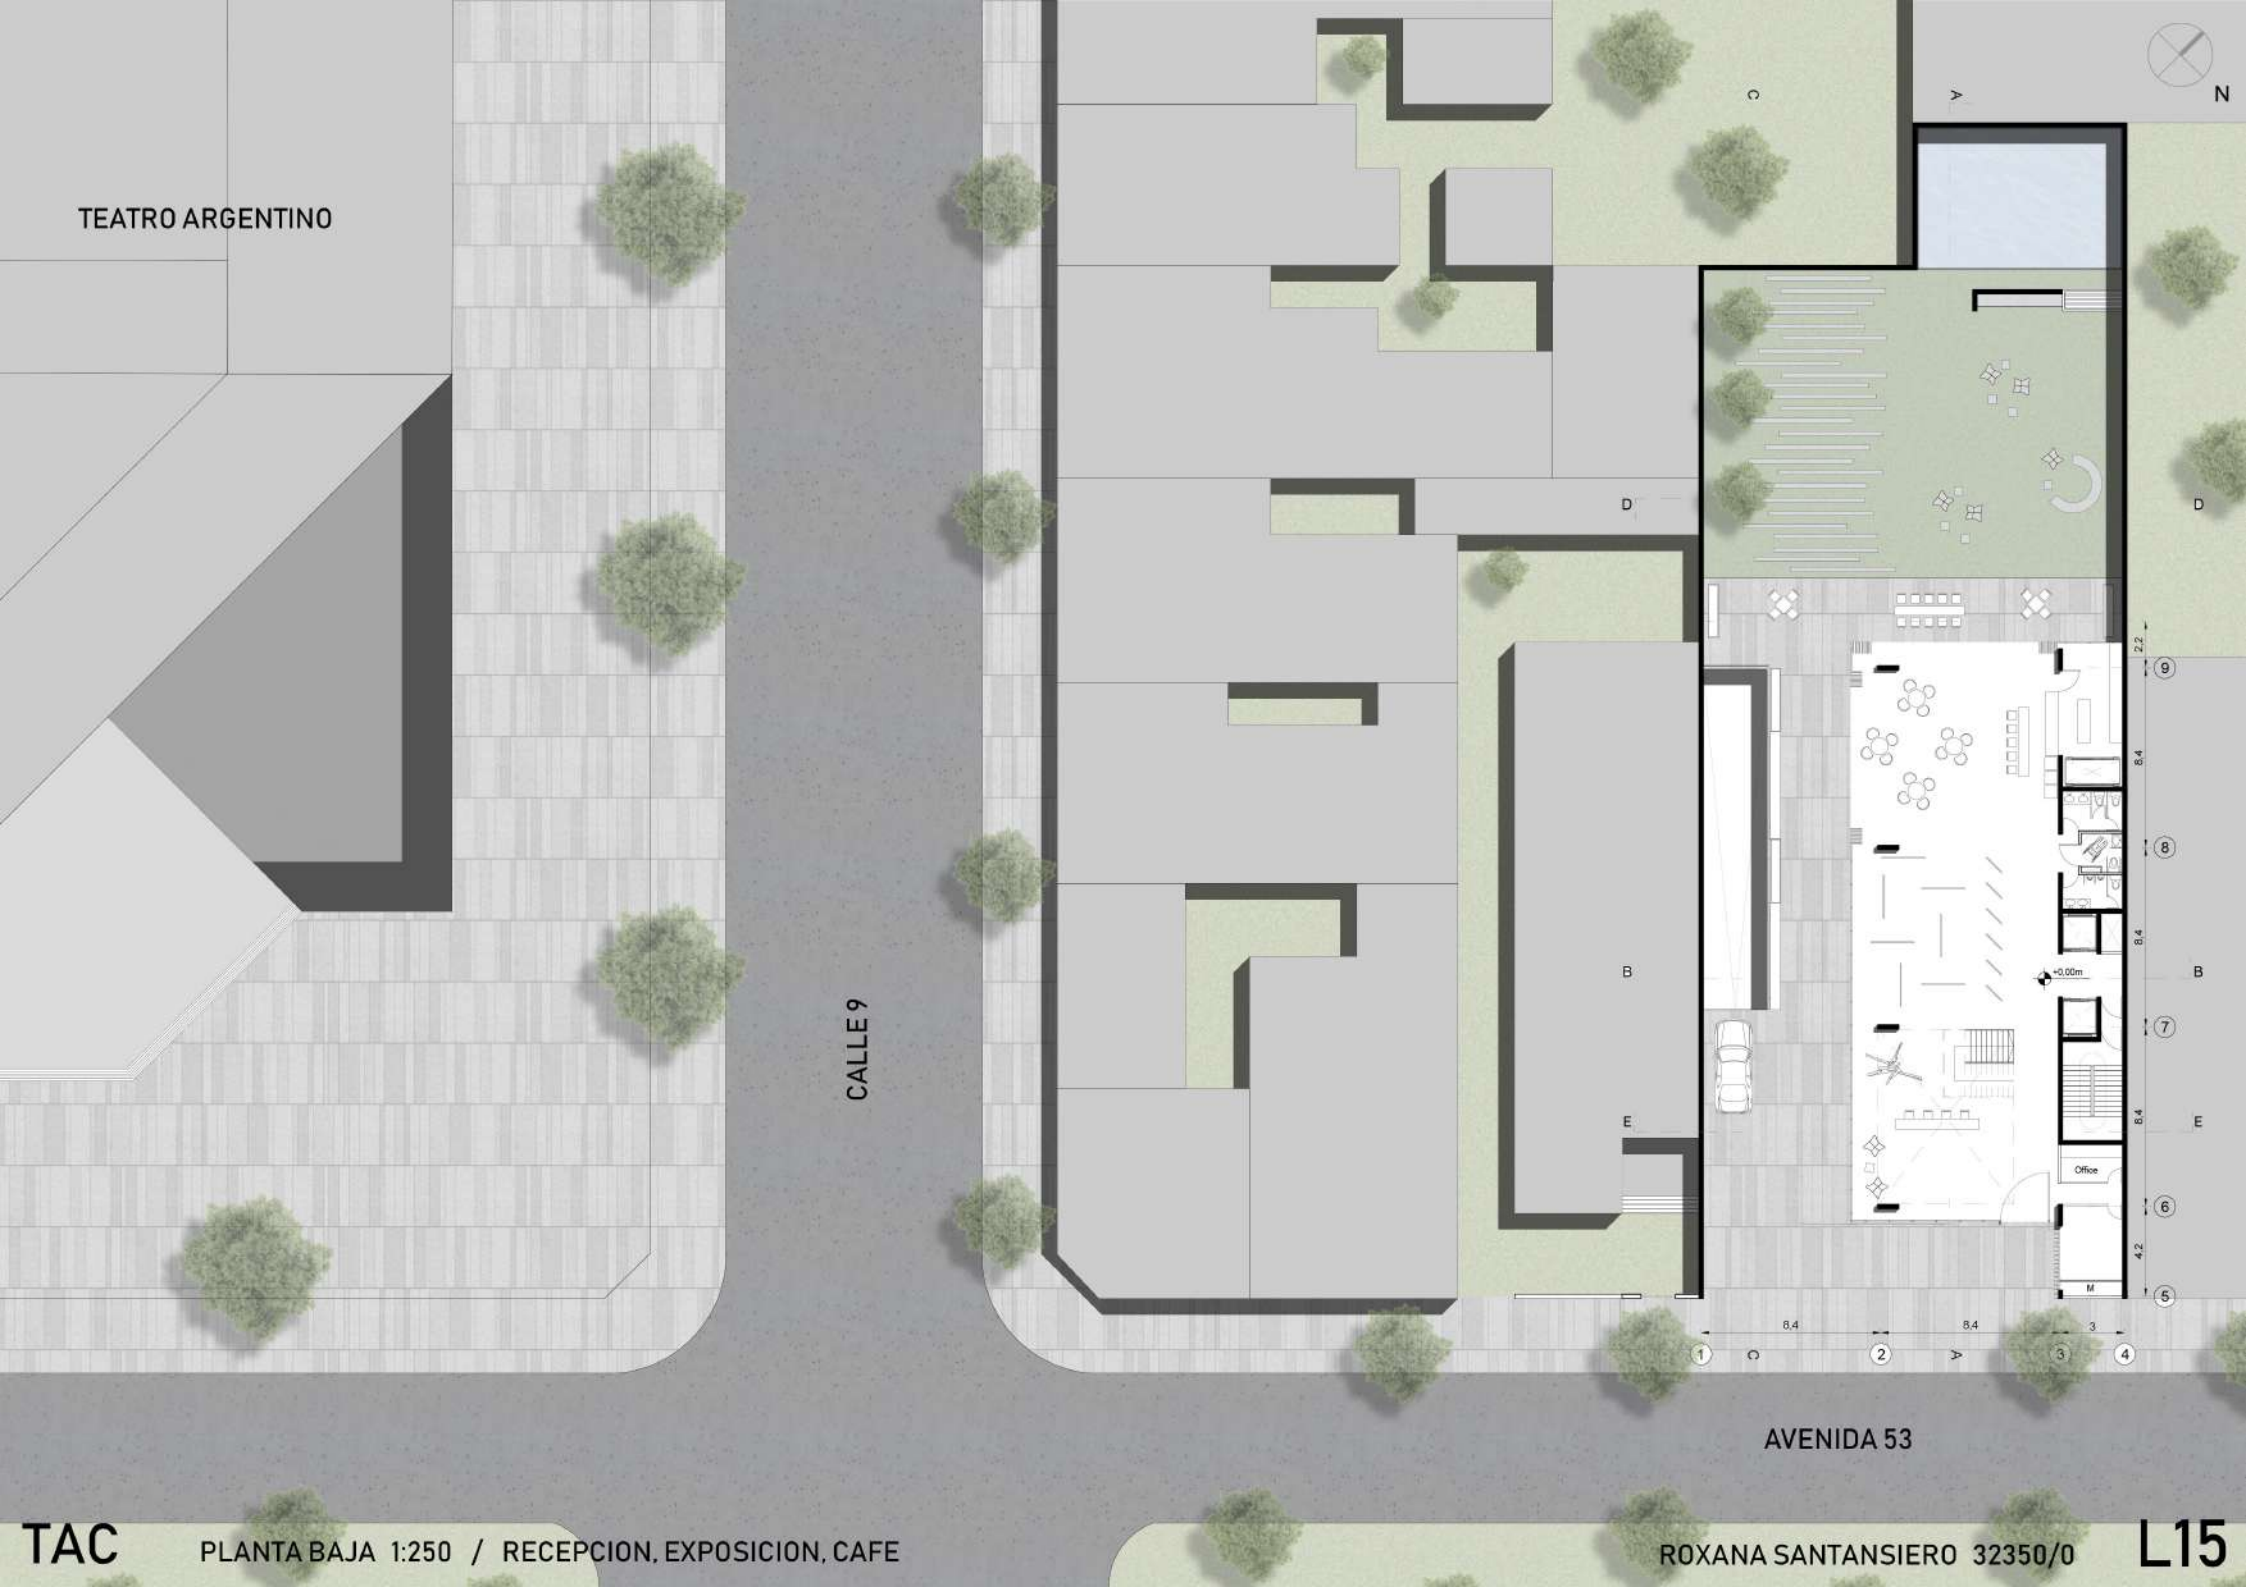 N
C
A
TEATRO ARGENTINO
D
D
2,2
9
8,4
8
8,4
B
+0,00m
B
7
CALLE 9
8,4
E
E
Office
6
4,2
M
5
8,4
8,4
3
1
C
2
A
3
4
AVENIDA 53
TAC
PLANTA BAJA 1:250 / RECEPCION, EXPOSICION, CAFE
ROXANA SANTANSIERO 32350/0
L15